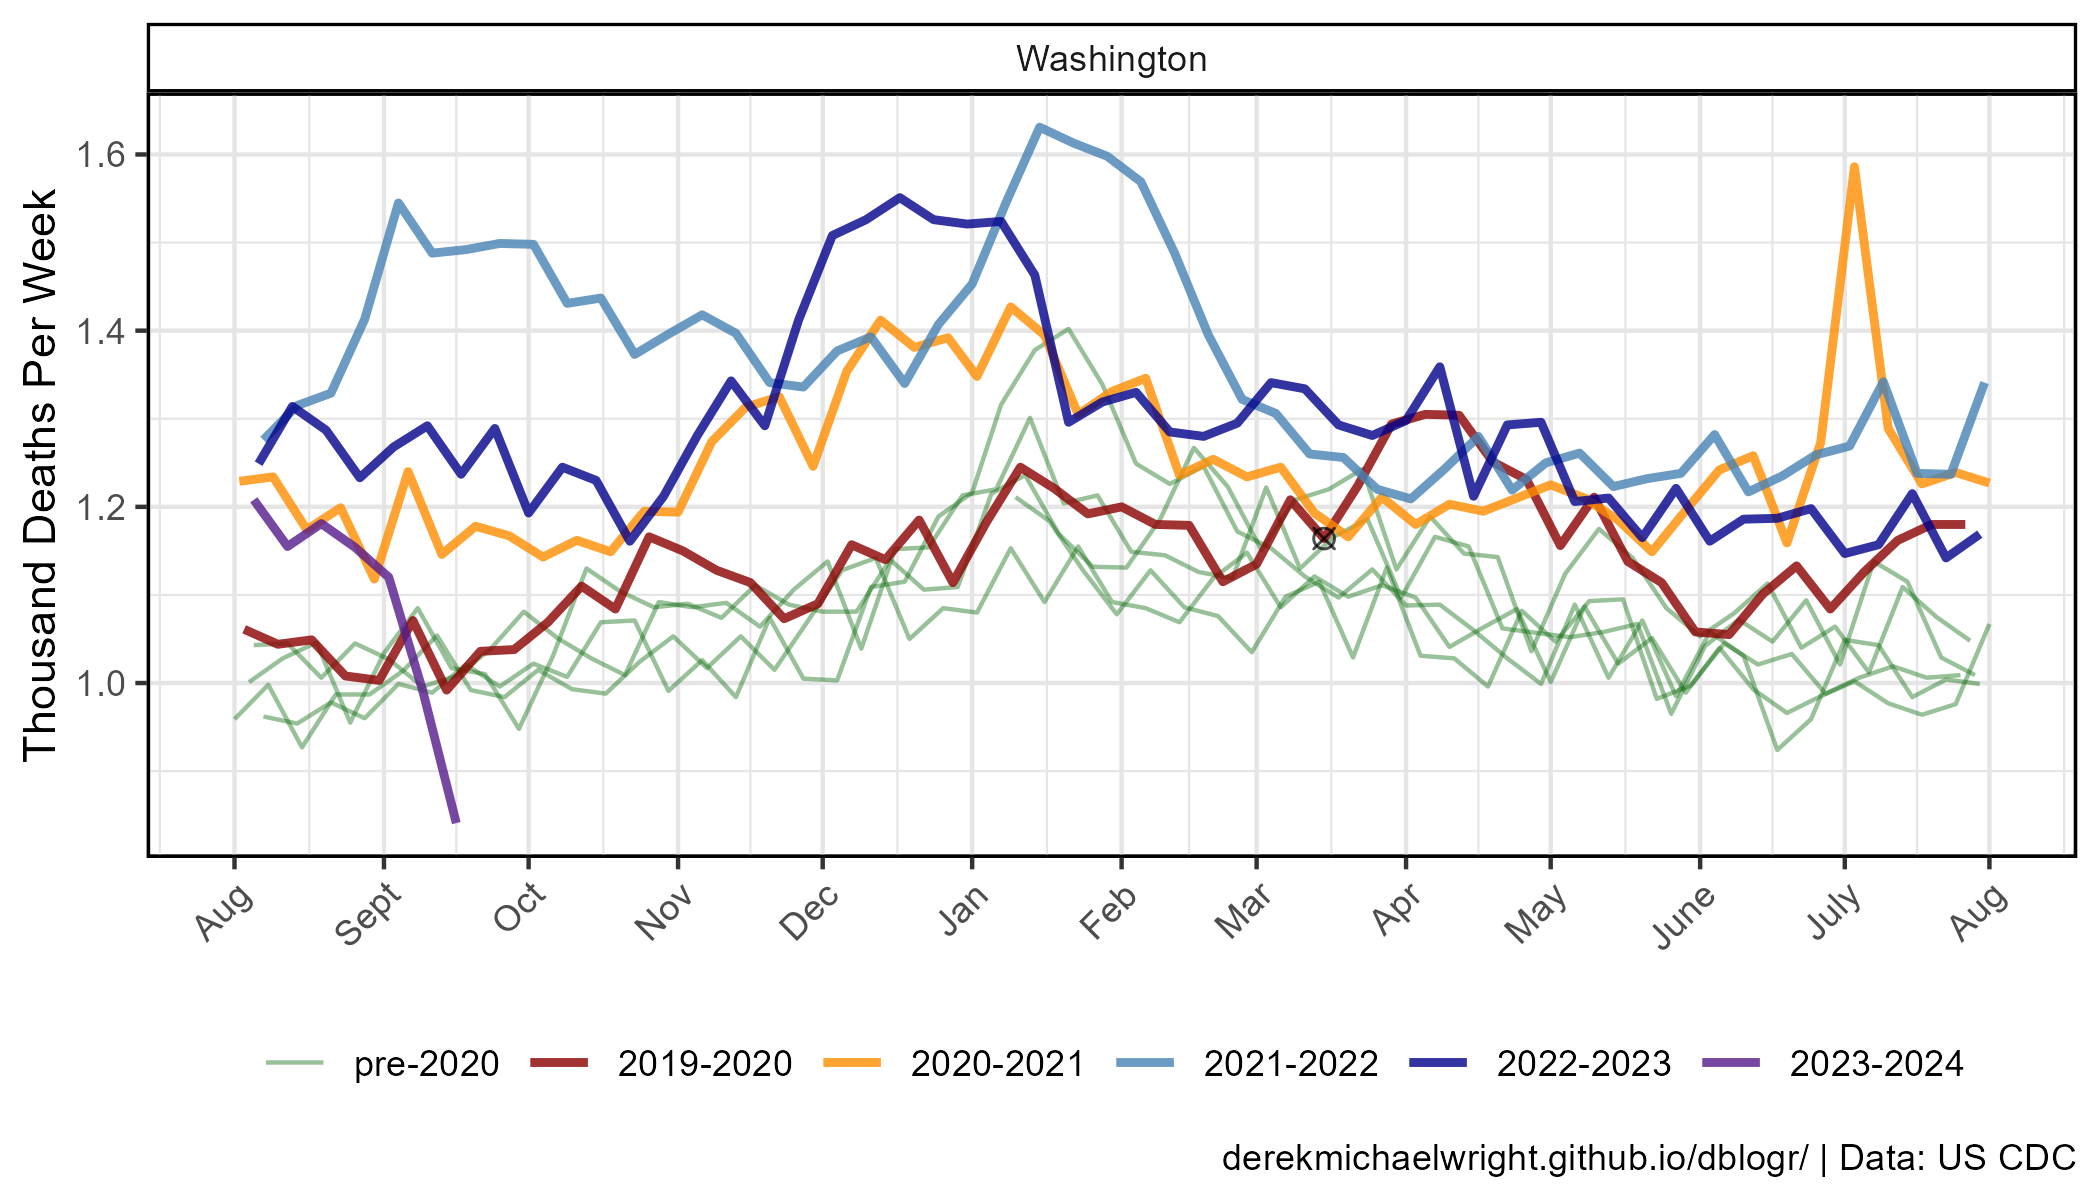 Washington
Thousand Deaths Per Week
1.6
1.4
1.2
1.0
Aug Sept Oct Nov Dec Jan Feb Mar Apr May June July Aug
pre-2020 2019-2020 2020-2021 2021-2022 2022-2023 2023-2024
derekmichaelwright.github.io/dblogr/ | Data: US CDC